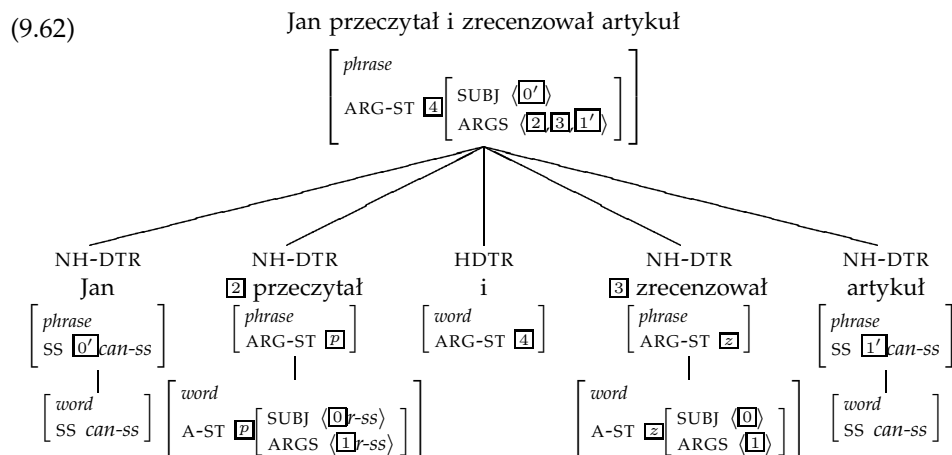 (9.62) Jan przeczytał i zrecenzował artykuł
phrase
ARG-ST 4 SUBJ ⟨0′⟩
ARGS ⟨2,3,1′⟩
NH-DTR NH-DTR HDTR NH-DTR NH-DTR
Jan 2 przeczytał i 3 zrecenzował artykuł
phrase phrase word phrase phrase
SS 0′ can-ss ARG-ST p ARG-ST 4 ARG-ST z SS 1′ can-ss
word word word word
SS can-ss A-ST p SUBJ ⟨0 r-ss⟩ A-ST z SUBJ ⟨0⟩ SS can-ss
ARGS ⟨1 r-ss⟩ ARGS ⟨1⟩